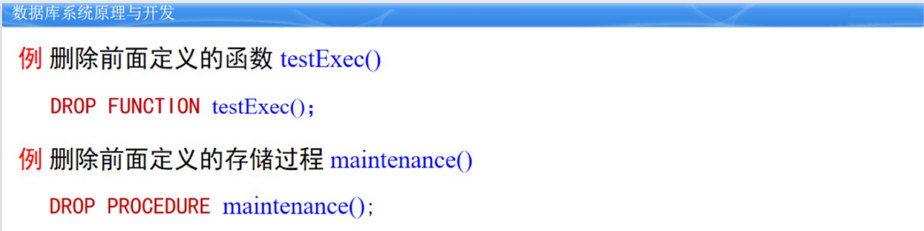 数据库系统原理与开发
例 删除前面定义的函数 testExec()
DROP FUNCTION testExec();
例 删除前面定义的存储过程 maintenance()
DROP PROCEDURE maintenance();